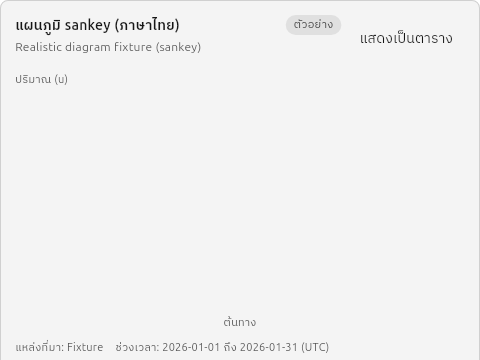 แผนภูมิ sankey (ภาษาไทย)
ตัวอย่าง
แสดงเป็นตาราง
Realistic diagram fixture (sankey)
ปริมาณ (น)
ต้นทาง
แหล่งที่มา: Fixture ช่วงเวลา: 2026-01-01 ถึง 2026-01-31 (UTC)